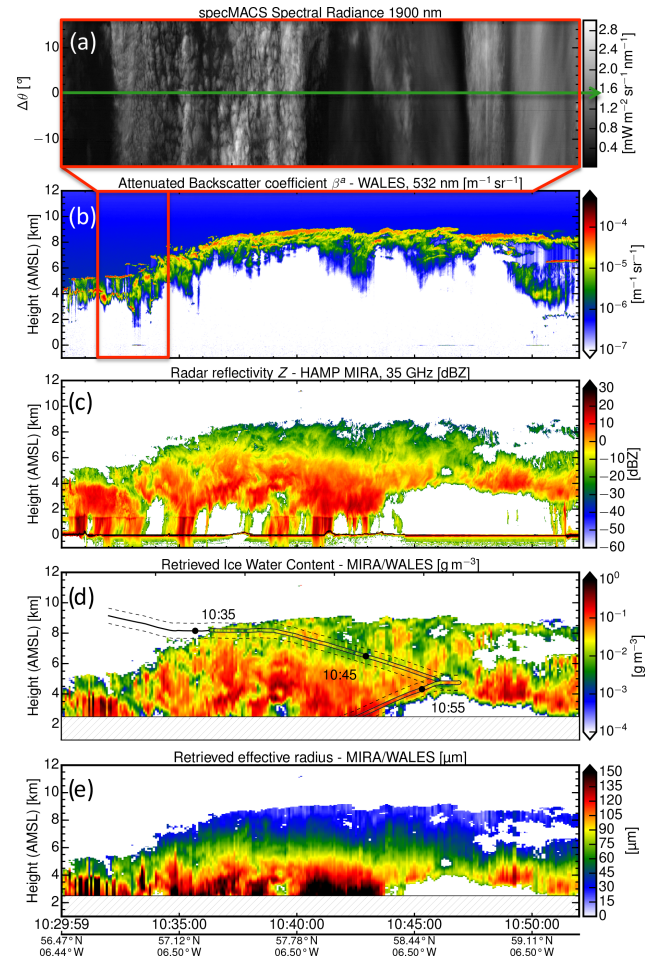 specMACS Spectral Radiance 1900 nm
(a)
Δθ [°]
10
0
−10
2.8
2.2
1.6
1.0
0.4
[mW m−2 sr−1 nm−1]
Attenuated Backscatter coefficient βa - WALES, 532 nm [m−1 sr−1]
(b)
Height (AMSL) [km]
12
10
8
6
4
2
0
10−4
10−5
10−6
10−7
[m−1 sr−1]
Radar reflectivity Z - HAMP MIRA, 35 GHz [dBZ]
(c)
Height (AMSL) [km]
12
10
8
6
4
2
0
30
20
10
0
−10
−20
−30
−40
−50
−60
[dBZ]
Retrieved Ice Water Content - MIRA/WALES [g m−3]
(d)
Height (AMSL) [km]
12
10
8
6
4
2
10:35
10:45
10:55
100
10−1
10−2
10−3
10−4
[g m−3]
Retrieved effective radius - MIRA/WALES [μm]
(e)
Height (AMSL) [km]
12
10
8
6
4
2
150
135
120
105
90
75
60
45
30
15
0
[μm]
10:29:59 10:35:00 10:40:00 10:45:00 10:50:00
56.47° N 57.12° N 57.78° N 58.44° N 59.11° N
06.44° W 06.50° W 06.50° W 06.50° W 06.50° W